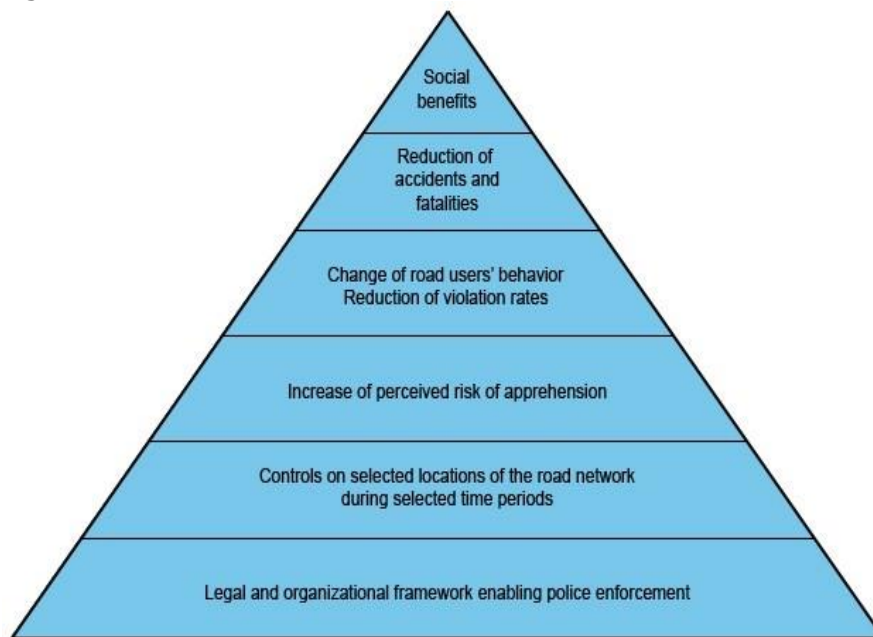 Social
benefits
Reduction of
accidents and
fatalities
Change of road users' behavior
Reduction of violation rates
Increase of perceived risk of apprehension
Controls on selected locations of the road network
during selected time periods
Legal and organizational framework enabling police enforcement